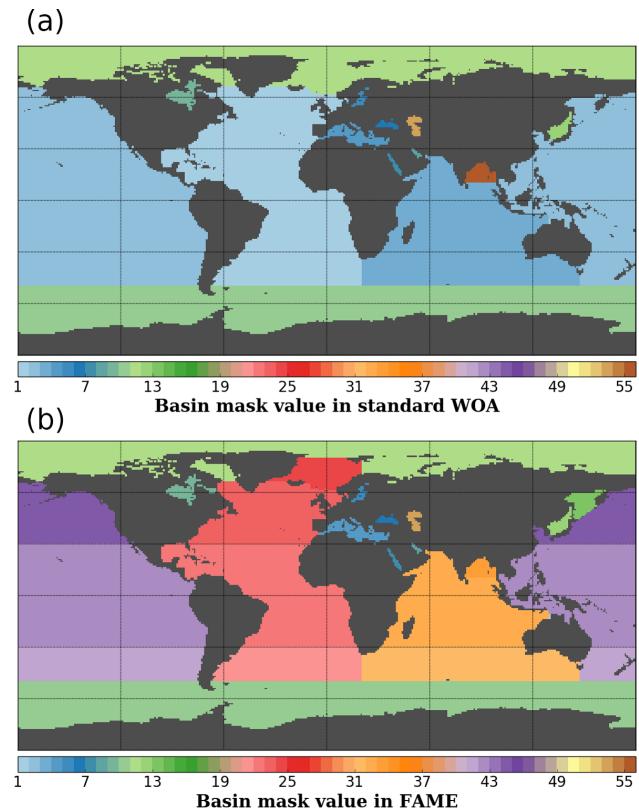 (a)
1 7 13 19 25 31 37 43 49 55
Basin mask value in standard WOA
(b)
1 7 13 19 25 31 37 43 49 55
Basin mask value in FAME